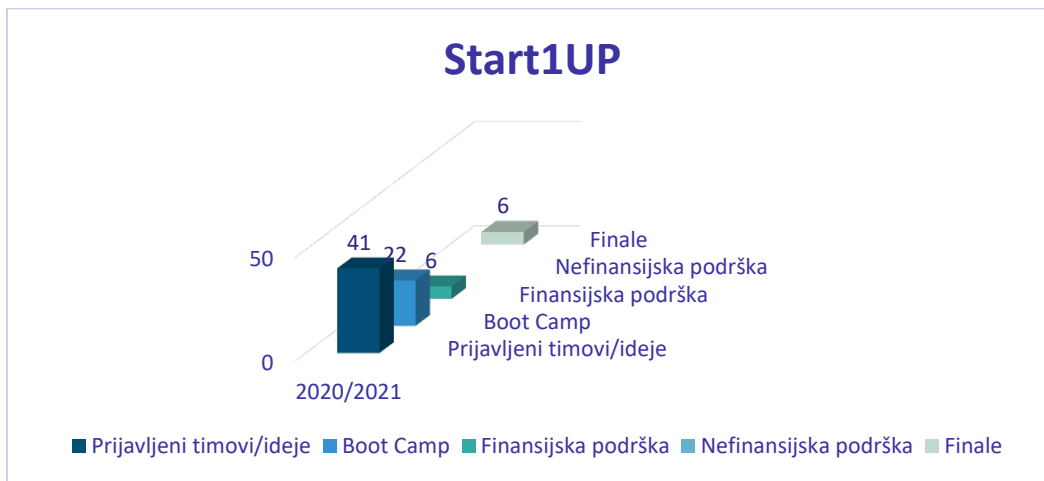 Start1UP
6
Finale
41
22
6
50
Nefinansijska podrška
Finansijska podrška
Boot Camp
Prijavljeni timovi/ideje
0
2020/2021
Prijavljeni timovi/ideje Boot Camp Finansijska podrška Nefinansijska podrška Finale